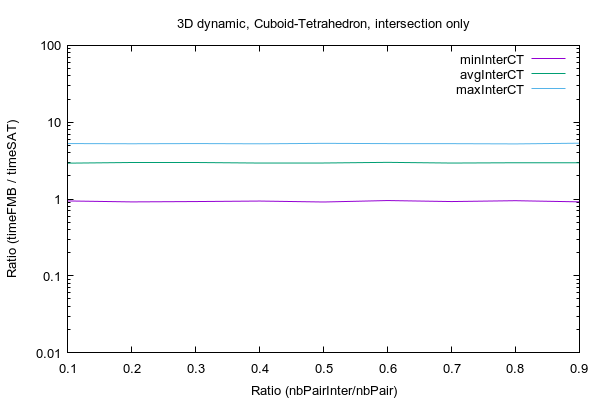 3D dynamic, Cuboid-Tetrahedron, intersection only
100
minInterCT
avgInterCT
maxInterCT
10
1
0.1
0.01
Ratio (timeFMB / timeSAT)
0.1 0.2 0.3 0.4 0.5 0.6 0.7 0.8 0.9
Ratio (nbPairInter/nbPair)